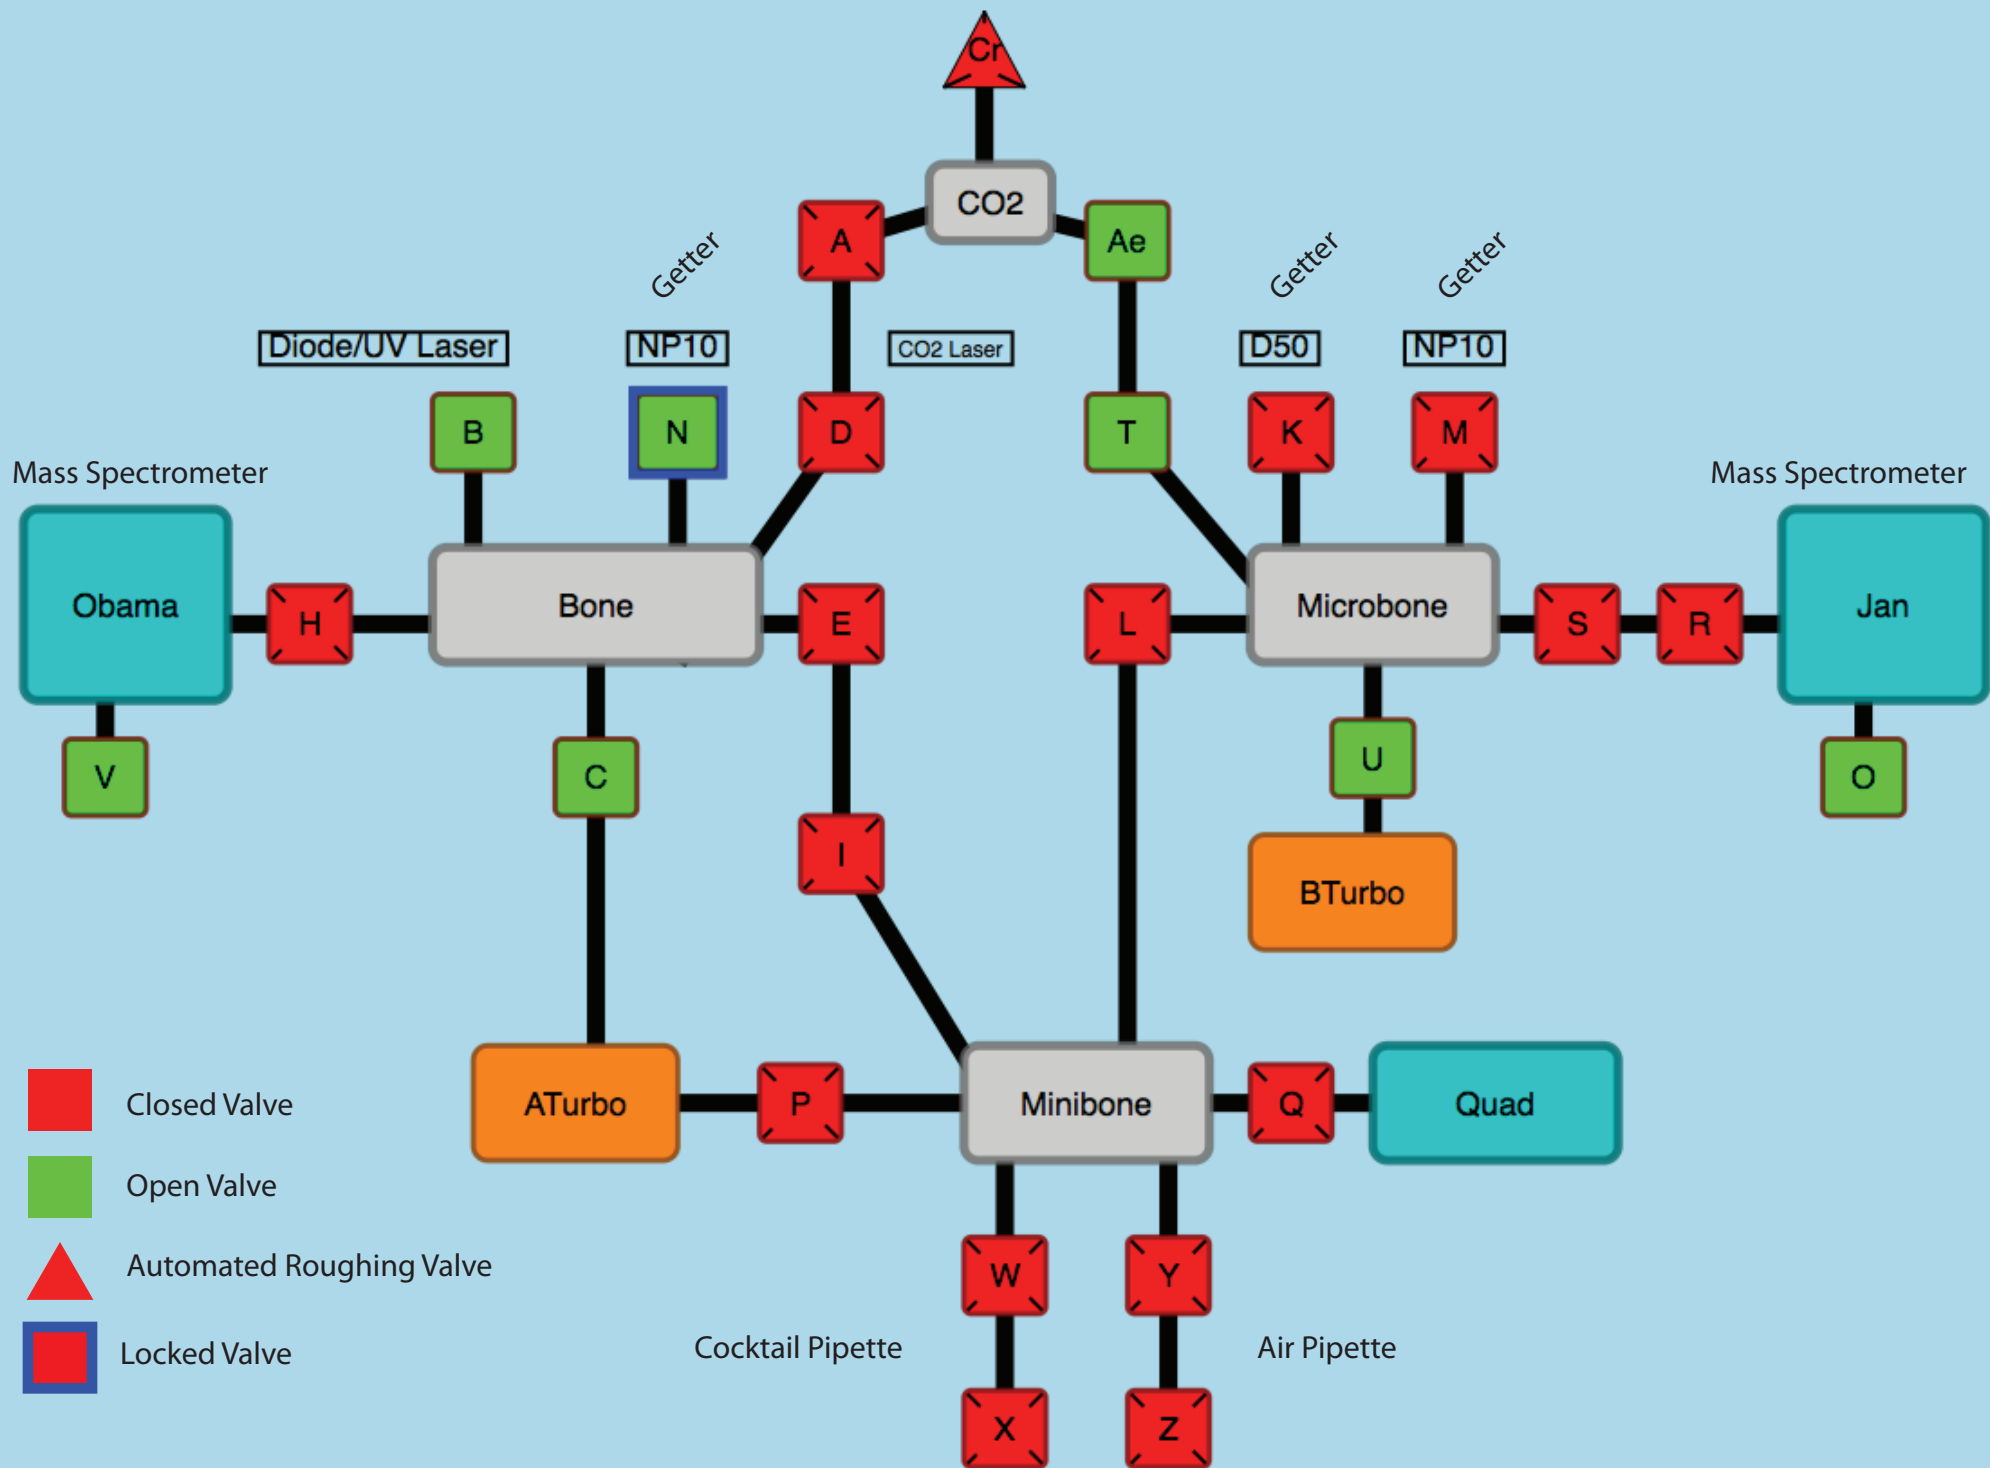 Cr
CO2
A
Ae
Getter
Getter
Getter
Diode/UV Laser
NP10
CO2 Laser
D50
NP10
B
N
D
T
K
M
Mass Spectrometer
Mass Spectrometer
Obama
H
Bone
E
L
Microbone
S
R
Jan
V
C
U
O
I
BTurbo
ATurbo
P
Minibone
Q
Quad
Closed Valve
Open Valve
Automated Roughing Valve
Locked Valve
W
Y
Cocktail Pipette
Air Pipette
X
Z